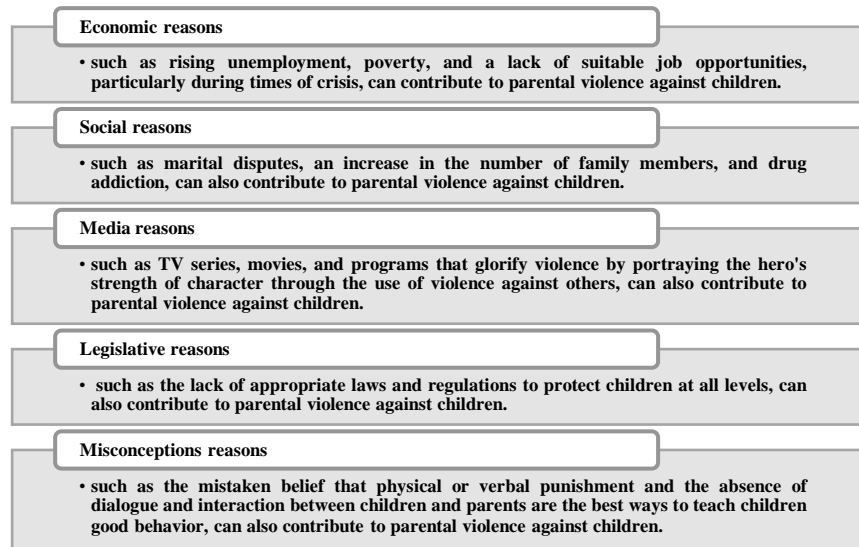 Economic reasons
• such as rising unemployment, poverty, and a lack of suitable job opportunities,
particularly during times of crisis, can contribute to parental violence against children.
Social reasons
• such as marital disputes, an increase in the number of family members, and drug
addiction, can also contribute to parental violence against children.
Media reasons
• such as TV series, movies, and programs that glorify violence by portraying the hero's
strength of character through the use of violence against others, can also contribute to
parental violence against children.
Legislative reasons
• such as the lack of appropriate laws and regulations to protect children at all levels, can
also contribute to parental violence against children.
Misconceptions reasons
• such as the mistaken belief that physical or verbal punishment and the absence of
dialogue and interaction between children and parents are the best ways to teach children
good behavior, can also contribute to parental violence against children.